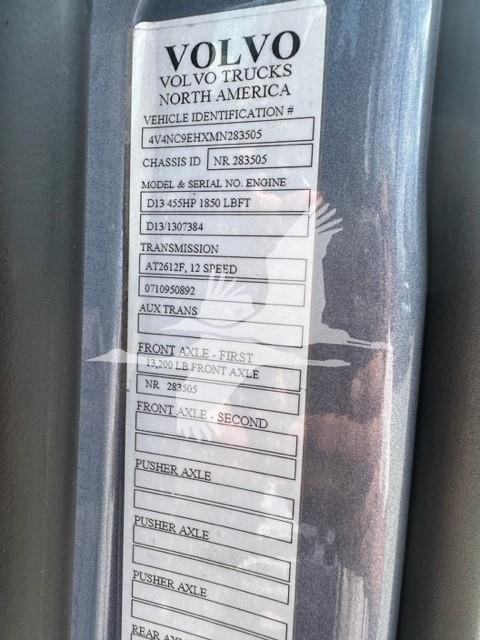 VOLVO
VOLVO TRUCKS
NORTH AMERICA
VEHICLE IDENTIFICATION #
4V4NC9EHXMN283505
CHASSIS ID NR 283505
MODEL & SERIAL NO. ENGINE
D13 455HP 1850 LBFT
D13/1307384
TRANSMISSION
AT2612F, 12 SPEED
0710950892
AUX TRANS
FRONT AXLE - FIRST
13,200 LB FRONT AXLE
NR 283505
FRONT AXLE - SECOND
PUSHER AXLE
PUSHER AXLE
PUSHER AXLE
REAR